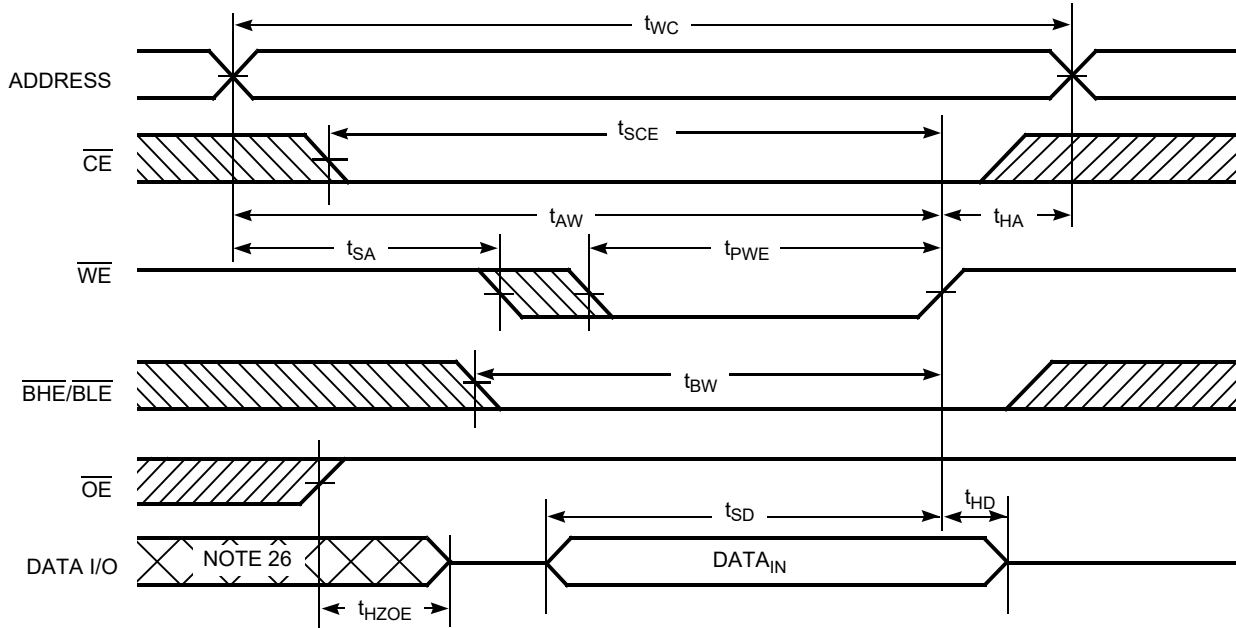 tWC
ADDRESS
tSCE
CE
tAW
tHA
tSA
tPWE
WE
tBW
BHE/BLE
OE
tSD
tHD
DATA I/O
NOTE 26
DATAIN
tHZOE